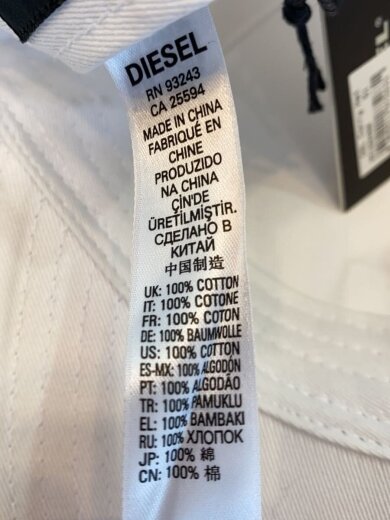 DIESEL
RN 93243
CA 25594
MADE IN CHINA
FABRIQUÉ EN
CHINE
PRODUZIDO
NA CHINA
ÇIN'DE
ÜRETİLMİŞTİR.
СДЕЛАНО В
КИТАЙ
中国制造
UK: 100% COTTON
IT: 100% COTONE
FR: 100% COTON
DE: 100% BAUMWOLLE
US: 100% COTTON
ES-MX: 100% ALGODÓN
PT: 100% ALGODÃO
TR: 100% PAMUKLU
EL: 100% BAMBAKI
RU: 100% ХЛОПОК
JP: 100% 綿
CN: 100% 棉